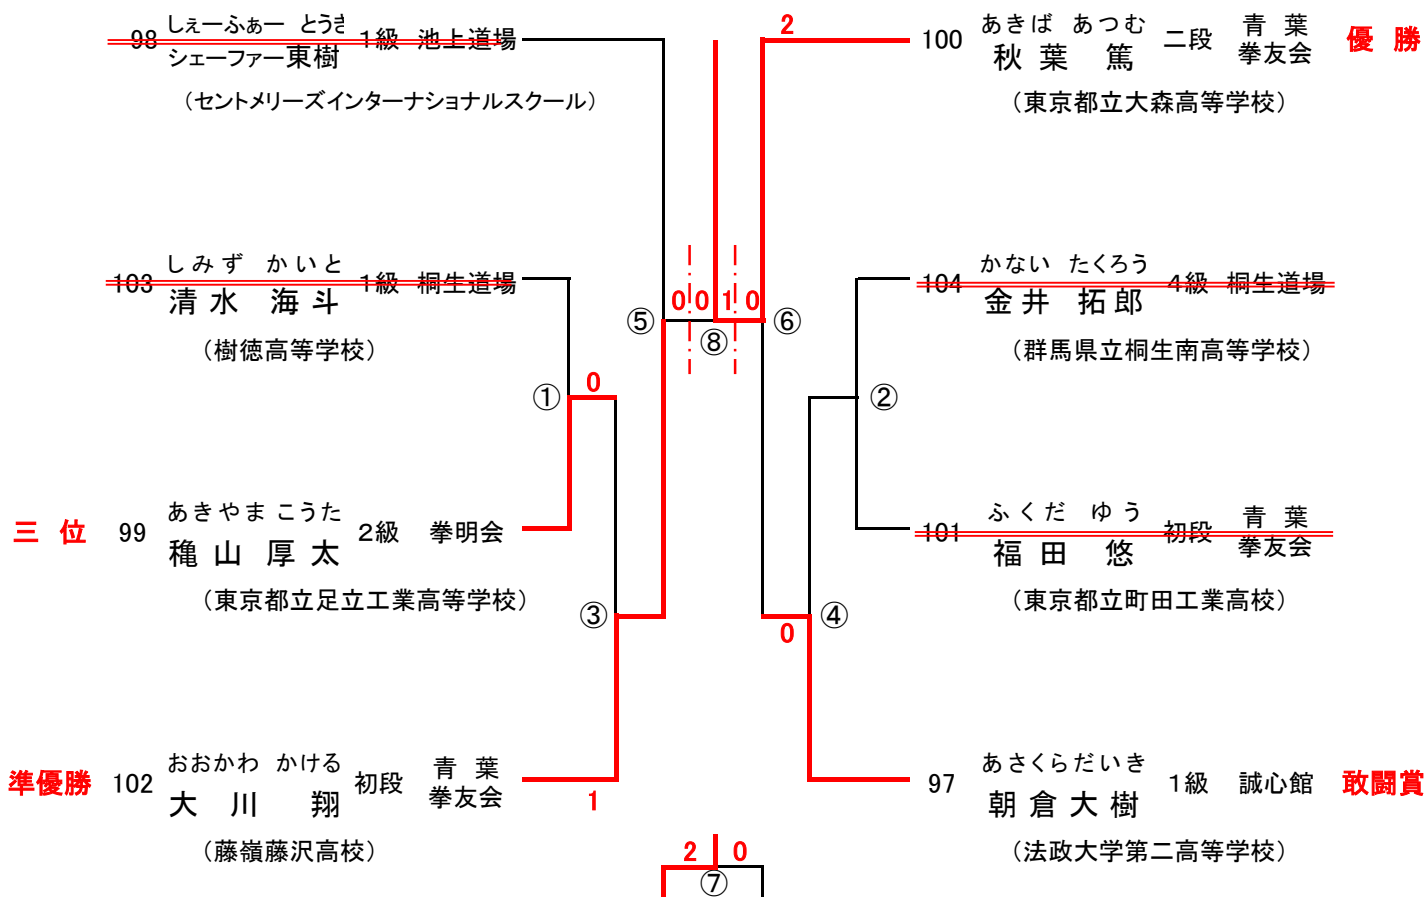 しぇーふぁー とうき
98 シェーファー東樹 1級 池上道場
（セントメリーズインターナショナルスクール）
2
あきば あつむ
100 秋葉 篤 二段 青葉拳友会 優勝
（東京都立大森高等学校）
しみず かいと
103 清水 海斗 1級 桐生道場
（樹徳高等学校）
かない たくろう
104 金井 拓郎 4級 桐生道場
（群馬県立桐生南高等学校）
⑤ 0 0 1 0 ⑥
⑧
① 0
②
あきやま こうた
三位 99 穐山厚太 2級 拳明会
（東京都立足立工業高等学校）
ふくだ ゆう
101 福田 悠 初段 青葉拳友会
（東京都立町田工業高校）
③
0 ④
おおかわ かける
準優勝 102 大川 翔 初段 青葉拳友会
（藤嶺藤沢高校）
1
あさくらだいき
97 朝倉大樹 1級 誠心館 敢闘賞
（法政大学第二高等学校）
2 0
⑦